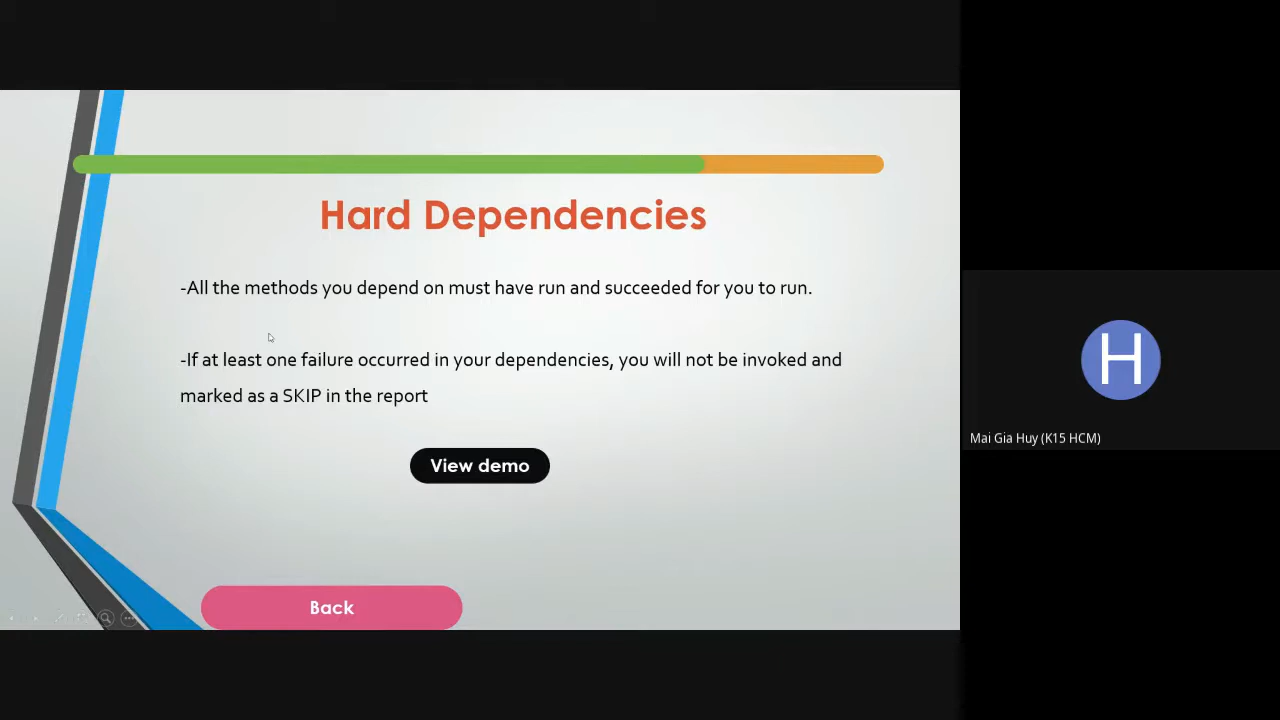 Hard Dependencies
-All the methods you depend on must have run and succeeded for you to run.
-If at least one failure occurred in your dependencies, you will not be invoked and
marked as a SKIP in the report
View demo
Back
H
Mai Gia Huy (K15 HCM)